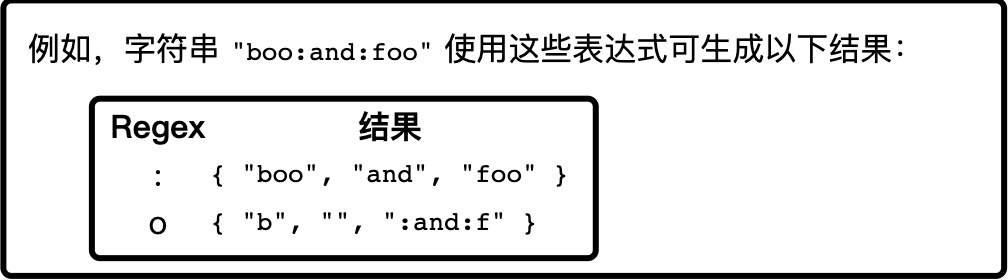 例如，字符串 "boo:and:foo" 使用这些表达式可生成以下结果：
Regex 结果
: { "boo", "and", "foo" }
o { "b", "", ":and:f" }